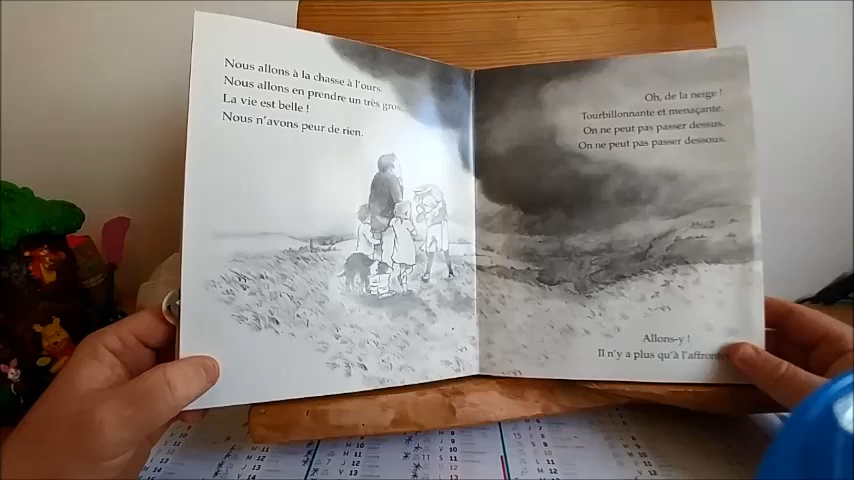 Nous allons à la chasse à l'ours.
Nous allons en prendre un très gros.
La vie est belle !
Nous n'avons peur de rien.
Oh, de la neige !
Tourbillonnante et menaçante.
On ne peut pas passer dessus.
On ne peut pas passer dessous.
Allons-y !
Il n'y a plus qu'à l'affronter